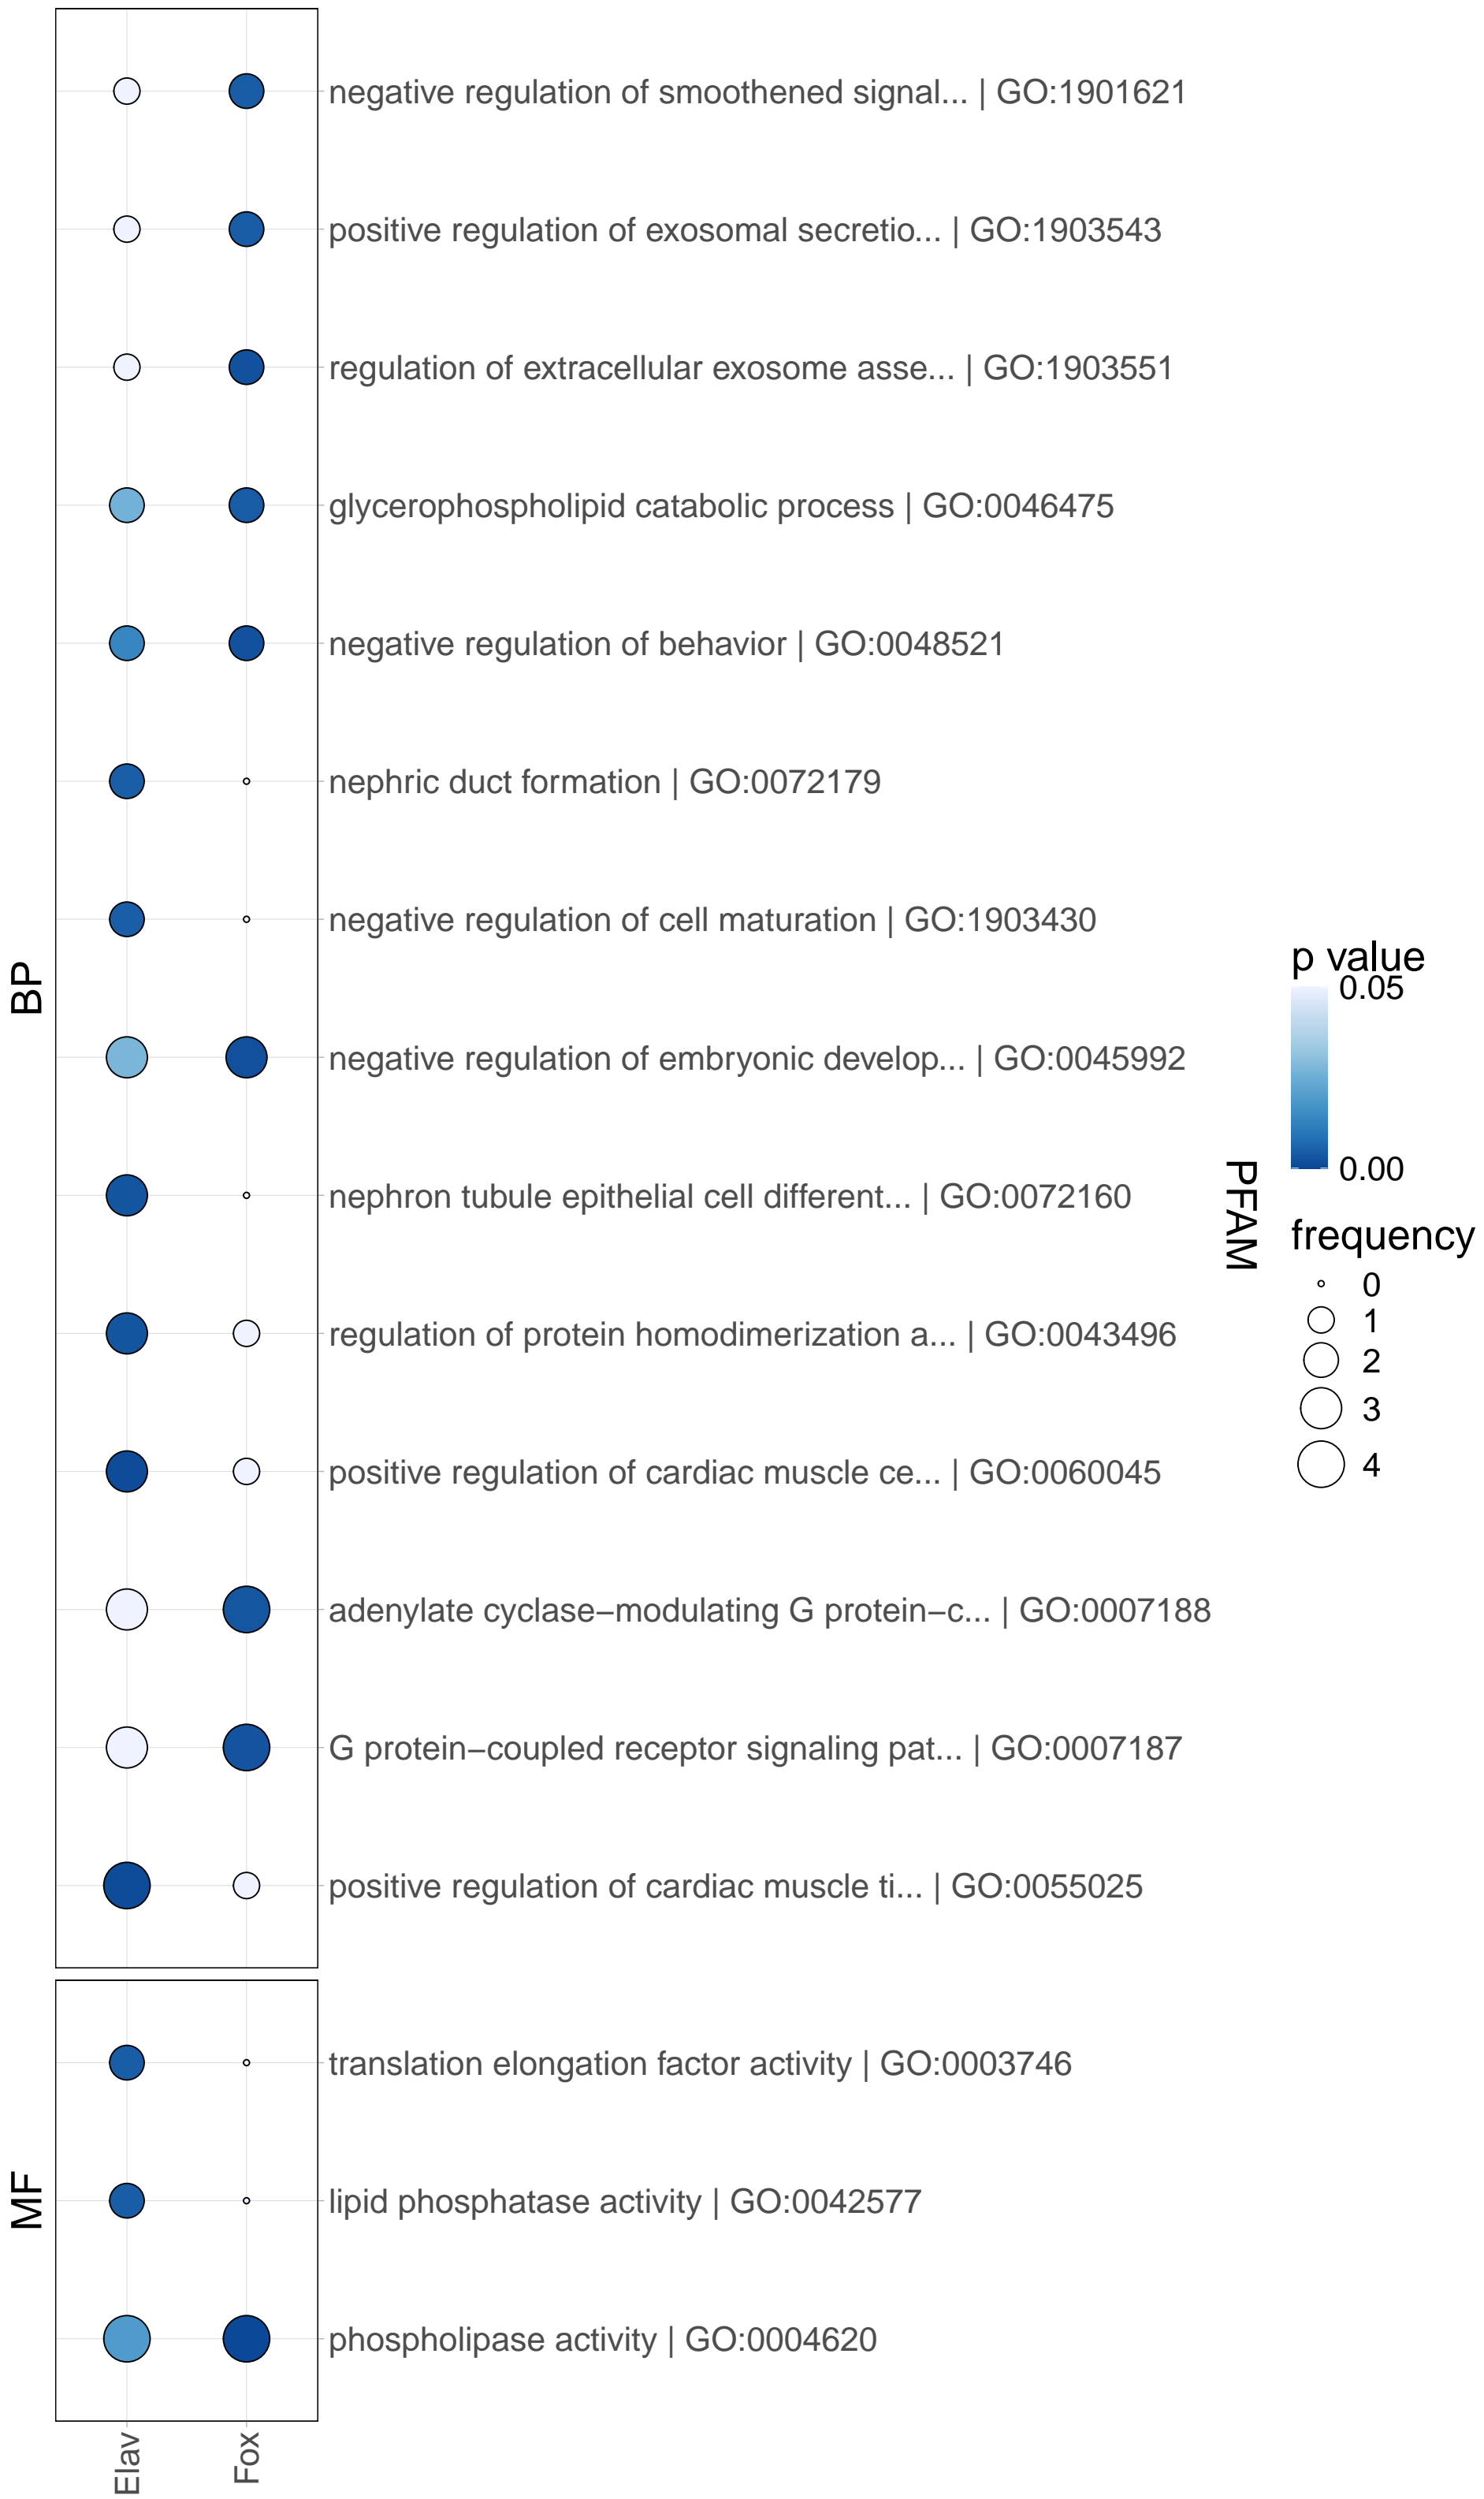 BP
negative regulation of smoothened signal... | GO:1901621
positive regulation of exosomal secretio... | GO:1903543
regulation of extracellular exosome asse... | GO:1903551
glycerophospholipid catabolic process | GO:0046475
negative regulation of behavior | GO:0048521
nephric duct formation | GO:0072179
negative regulation of cell maturation | GO:1903430
negative regulation of embryonic develop... | GO:0045992
nephron tubule epithelial cell different... | GO:0072160
regulation of protein homodimerization a... | GO:0043496
positive regulation of cardiac muscle ce... | GO:0060045
adenylate cyclase−modulating G protein−c... | GO:0007188
G protein−coupled receptor signaling pat... | GO:0007187
positive regulation of cardiac muscle ti... | GO:0055025
MF
translation elongation factor activity | GO:0003746
lipid phosphatase activity | GO:0042577
phospholipase activity | GO:0004620
Elav
Fox
PFAM
p value
0.05
0.00
frequency
0
1
2
3
4